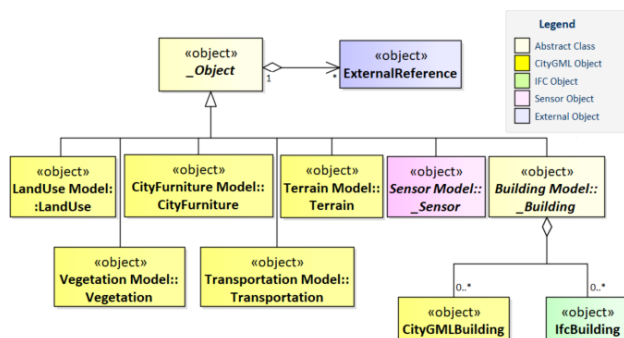 Legend
Abstract Class
CityGML Object
IFC Object
Sensor Object
External Object
«object»
_Object
1
*
«object»
ExternalReference
«object»
LandUse Model:
:LandUse
«object»
CityFurniture Model::
CityFurniture
«object»
Terrain Model::
Terrain
«object»
Sensor Model::
_Sensor
«object»
Building Model::
_Building
«object»
Vegetation Model::
Vegetation
«object»
Transportation Model::
Transportation
0..*
0..*
«object»
CityGMLBuilding
«object»
IfcBuilding